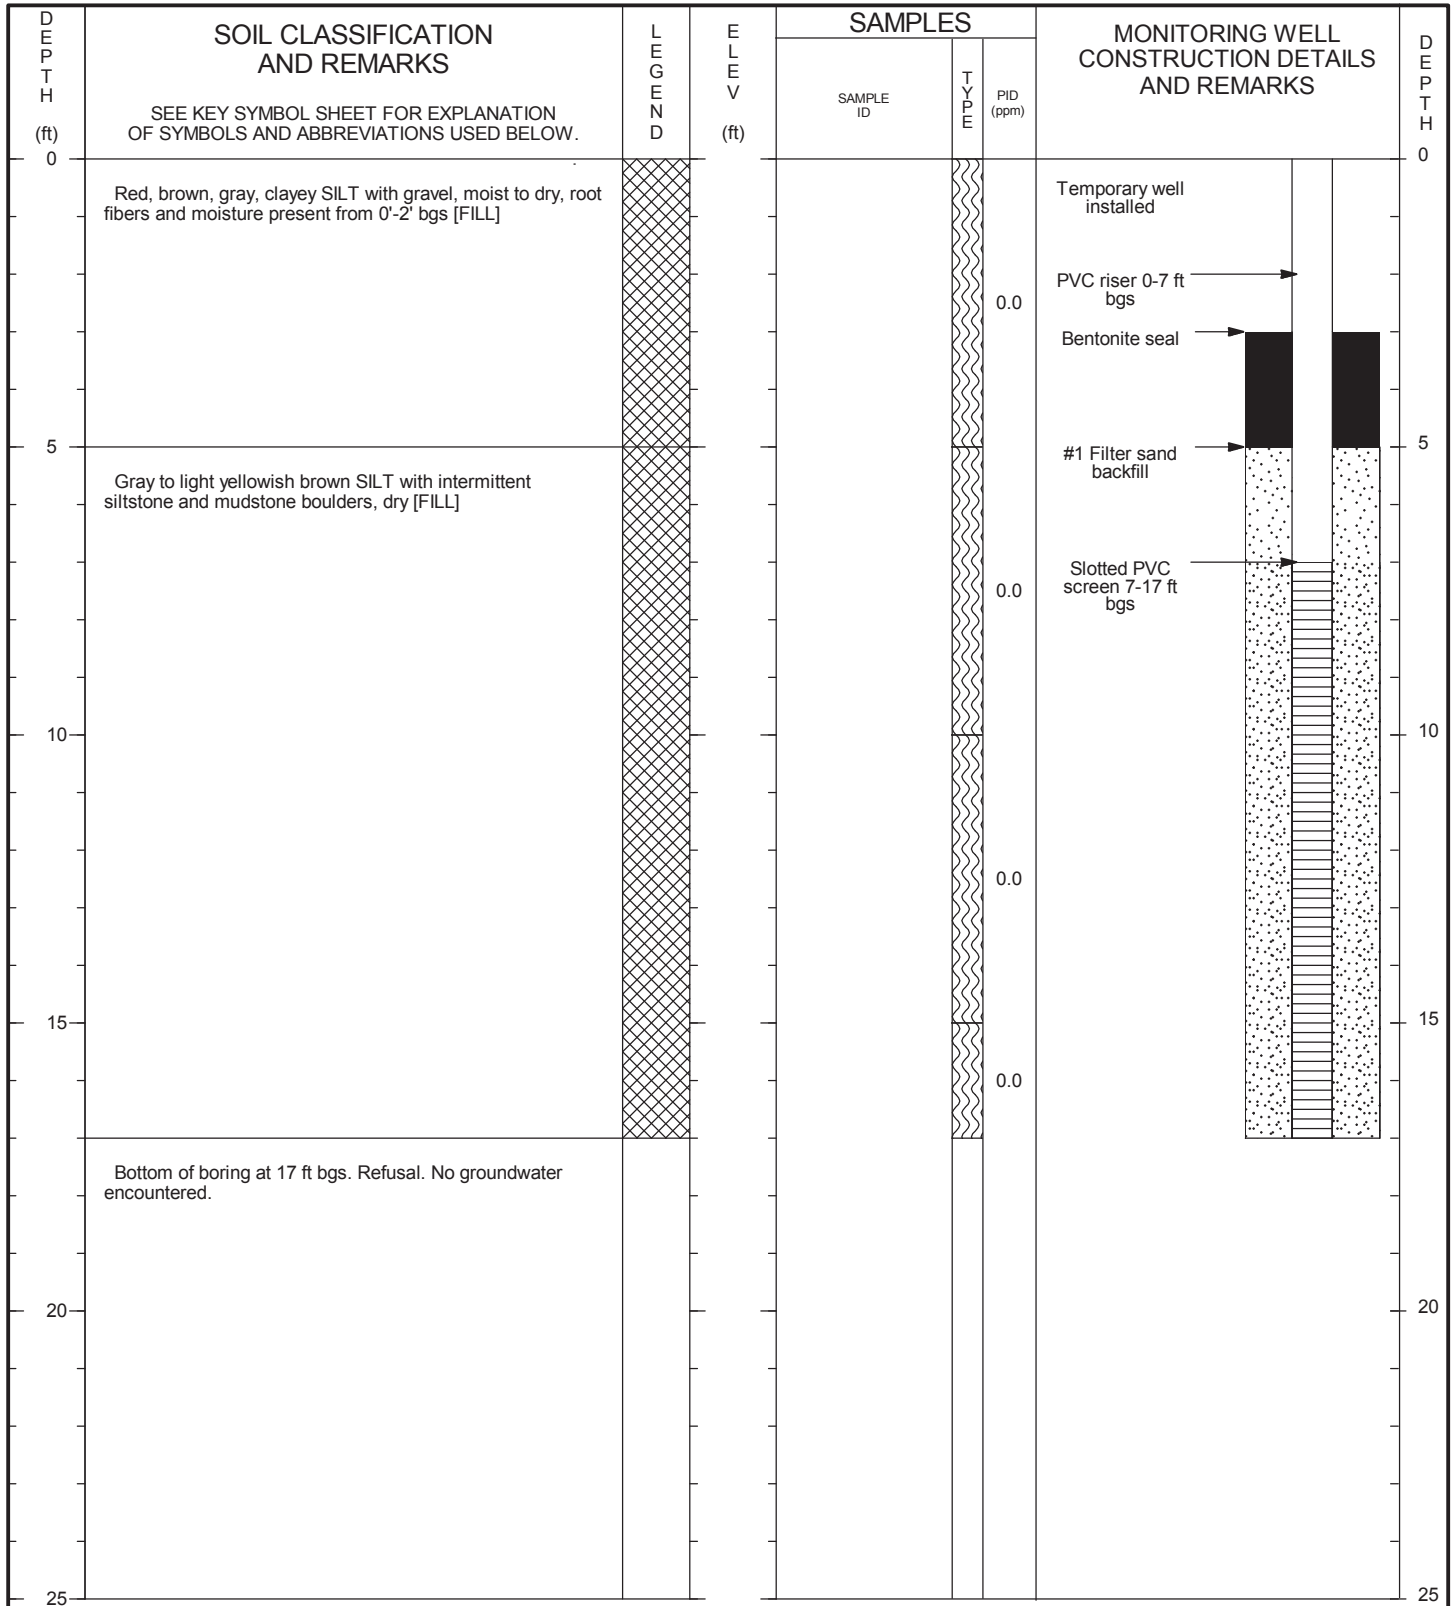 DEPTH
(ft)
SOIL CLASSIFICATION
AND REMARKS
SEE KEY SYMBOL SHEET FOR EXPLANATION
OF SYMBOLS AND ABBREVIATIONS USED BELOW.
LEGEND
ELEV
(ft)
SAMPLES
SAMPLE
ID
TYPE
PID
(ppm)
MONITORING WELL
CONSTRUCTION DETAILS
AND REMARKS
DEPTH
0
0
Red, brown, gray, clayey SILT with gravel, moist to dry, root
fibers and moisture present from 0'-2' bgs [FILL]
Temporary well
installed
PVC riser 0-7 ft
bgs
0.0
Bentonite seal
5
#1 Filter sand
backfill
5
Gray to light yellowish brown SILT with intermittent
siltstone and mudstone boulders, dry [FILL]
0.0
Slotted PVC
screen 7-17 ft
bgs
10
10
0.0
15
15
0.0
Bottom of boring at 17 ft bgs. Refusal. No groundwater
encountered.
20
20
25
25